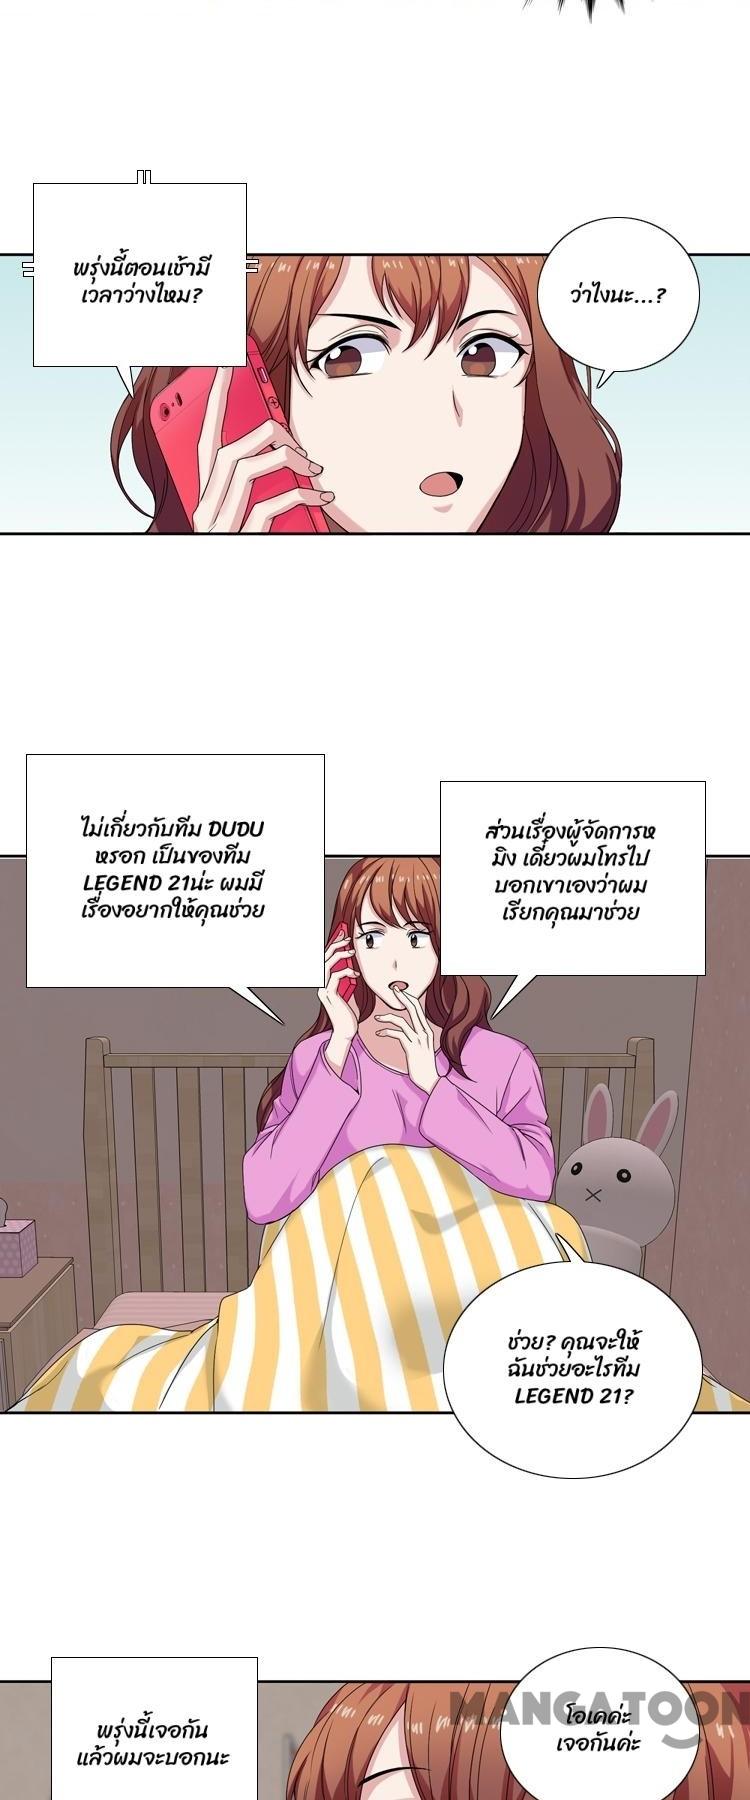 พรุ่งนี้ตอนเช้ามี
เวลาว่างไหม?
ว่าไงนะ...?
ไม่เกี่ยวกับทีม DUDU
หรอก เป็นของทีม
LEGEND 21น่ะ ผมมี
เรื่องอยากให้คุณช่วย
ส่วนเรื่องผู้จัดการห
มิง เดี๋ยวผมโทรไป
บอกเขาเองว่าผม
เรียกคุณมาช่วย
ช่วย? คุณจะให้
ฉันช่วยอะไรทีม
LEGEND 21?
พรุ่งนี้เจอกัน
แล้วผมจะบอกนะ
โอเคค่ะ
เจอกันค่ะ
MANGATOON